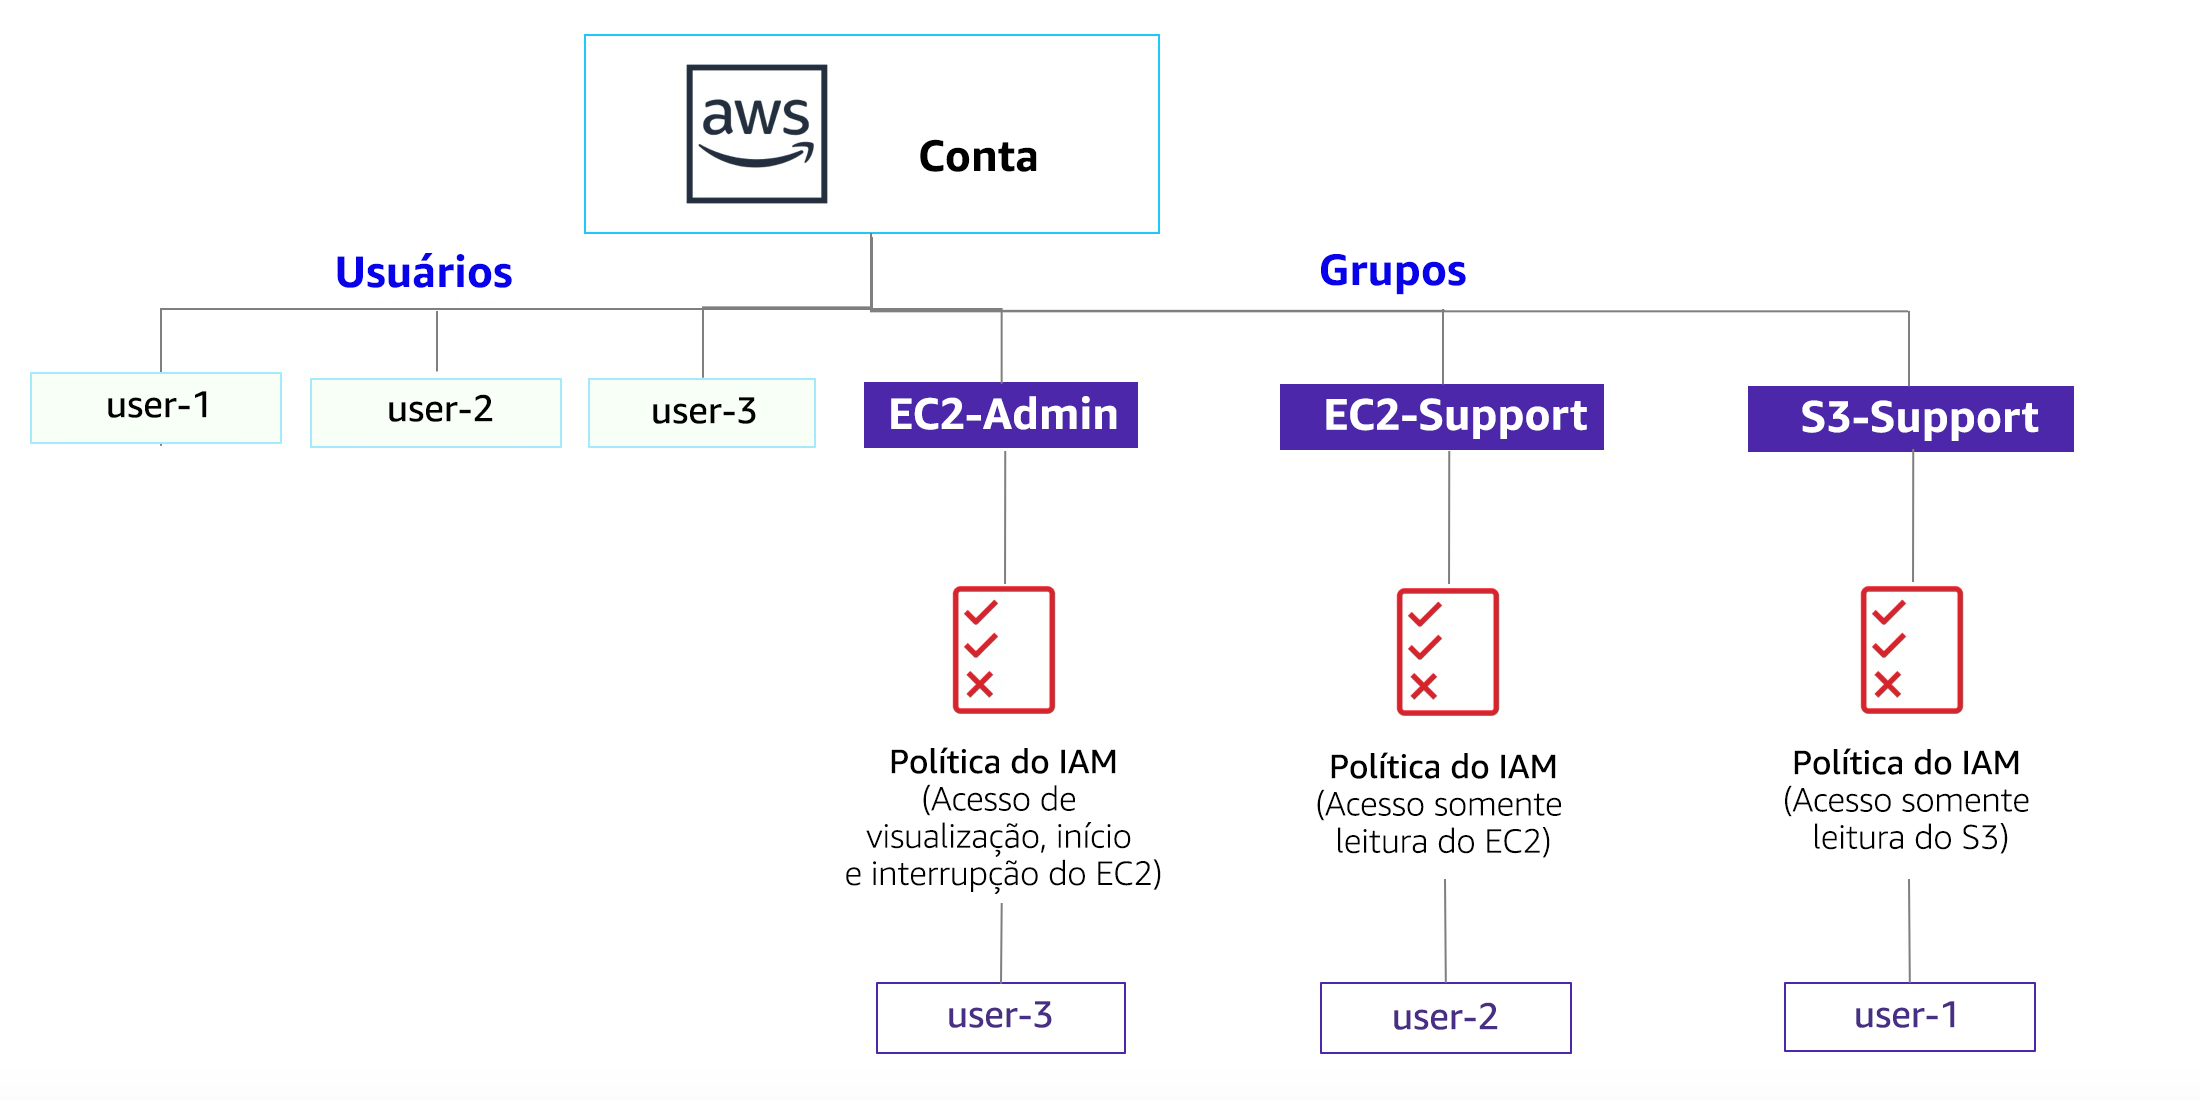 aws
Conta
Usuários
Grupos
user-1
user-2
user-3
EC2-Admin
EC2-Support
S3-Support
Política do IAM
(Acesso de
visualização, início
e interrupção do EC2)
Política do IAM
(Acesso somente
leitura do EC2)
Política do IAM
(Acesso somente
leitura do S3)
user-3
user-2
user-1